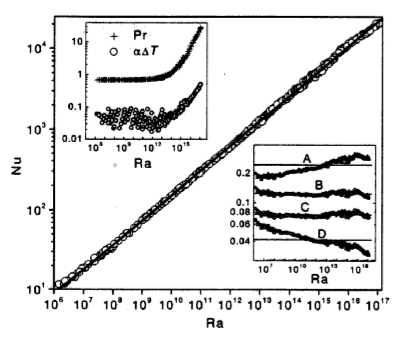 Nu
10⁴
10³
10²
10¹
10⁶ 10⁷ 10⁸ 10⁹ 10¹⁰ 10¹¹ 10¹² 10¹³ 10¹⁴ 10¹⁵ 10¹⁶ 10¹⁷
Ra
+ Pr
○ αΔT
10
1
0.1
0.01
10⁶ 10⁹ 10¹² 10¹⁵
Ra
A
B
C
D
0.2
0.1
0.08
0.06
0.04
10⁷ 10¹⁰ 10¹³ 10¹⁶
Ra